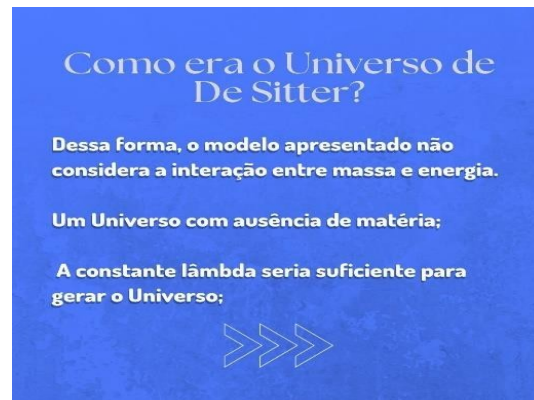 Como era o Universo de
De Sitter?
Dessa forma, o modelo apresentado não
considera a interação entre massa e energia.
Um Universo com ausência de matéria;
A constante lâmbda seria suficiente para
gerar o Universo;